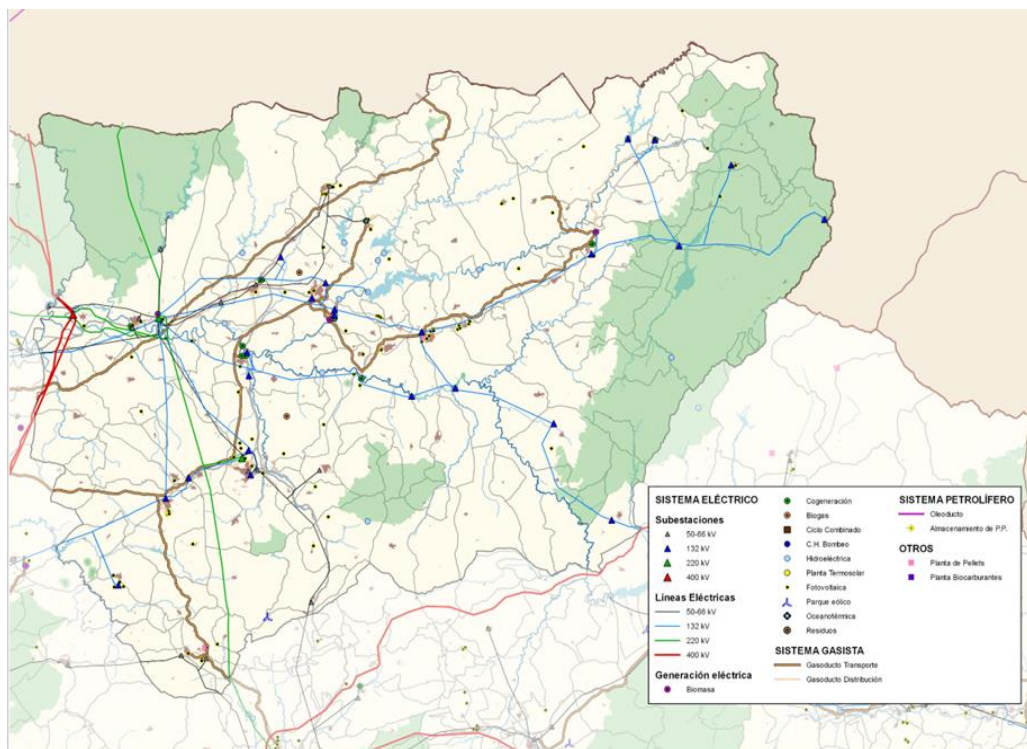 SISTEMA ELÉCTRICO
Subestaciones
50-66 kV
132 kV
220 kV
400 kV
Líneas Eléctricas
50-66 kV
132 kV
220 kV
400 kV
Generación eléctrica
Biomasa
Cogeneración
Biogas
Ciclo Combinado
C.H. Bombeo
Hidroeléctrica
Planta Termosolar
Fotovoltaica
Parque eólico
Oceanotérmica
Residuos
SISTEMA GASISTA
Gasoducto Transporte
Gasoducto Distribución
SISTEMA PETROLÍFERO
Oleoducto
Almacenamiento de P.P.
OTROS
Planta de Pellets
Planta Biocarburantes